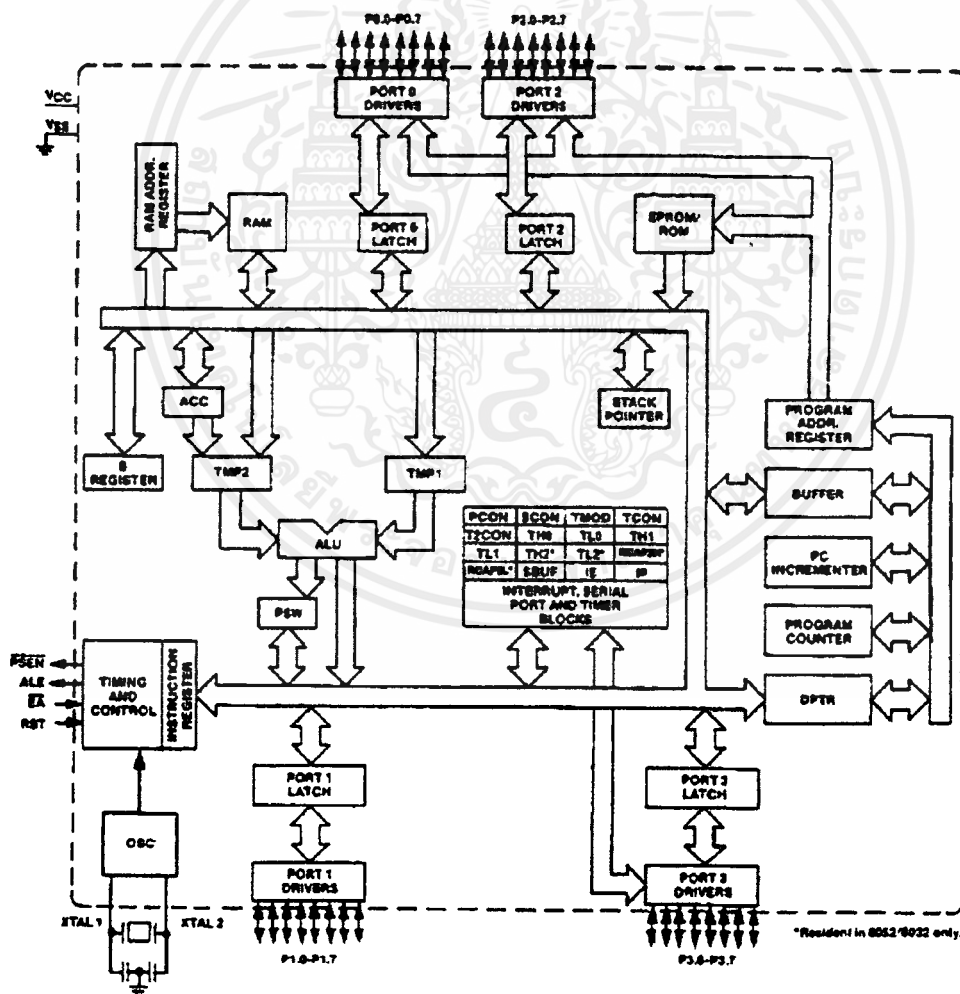 P0.0-P0.7
P2.0-P2.7
VCC
VSS
PORT 0
DRIVERS
PORT 2
DRIVERS
RAM ADDR.
REGISTER
RAM
PORT 0
LATCH
PORT 2
LATCH
EPROM/
ROM
ACC
STACK
POINTER
PROGRAM
ADDR.
REGISTER
B
REGISTER
TMP2
TMP1
BUFFER
ALU
PCON SCON TMOD TCON
T2CON TH0 TL0 TH1
TL1 TH2* TL2* RCAP2H*
RCAP2L* SBUF IE IP
INTERRUPT, SERIAL
PORT AND TIMER
BLOCKS
PC
INCREMENTER
PSW
PROGRAM
COUNTER
PSEN
ALE
EA
RST
TIMING
AND
CONTROL
INSTRUCTION
REGISTER
DPTR
PORT 1
LATCH
PORT 3
LATCH
OSC
PORT 1
DRIVERS
PORT 3
DRIVERS
XTAL 1
XTAL 2
*Resident in 8052/8032 only.
P1.0-P1.7
P3.0-P3.7